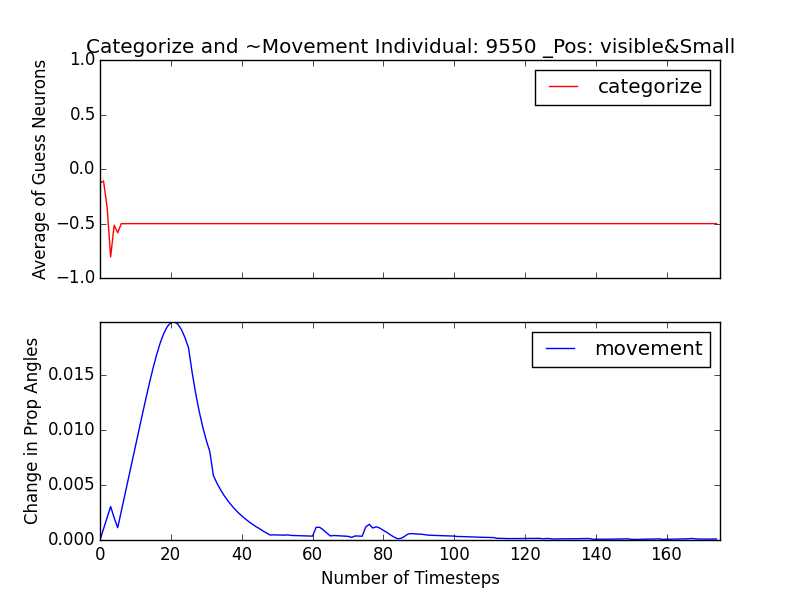 Categorize and ~Movement Individual: 9550 _Pos: visible&Small
1.0
0.5
0.0
−0.5
−1.0
Average of Guess Neurons
categorize
0.015
0.010
0.005
0.000
Change in Prop Angles
movement
0 20 40 60 80 100 120 140 160
Number of Timesteps